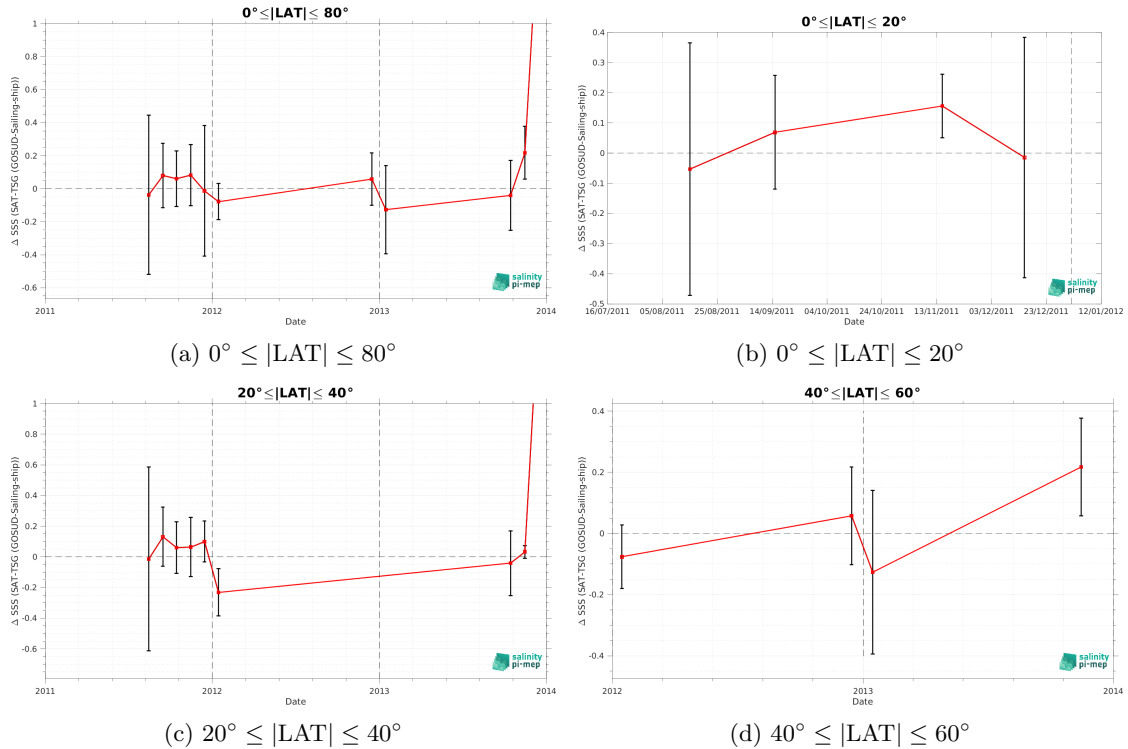 0°≤|LAT|≤ 80°
1
0.8
0.6
0.4
0.2
0
-0.2
-0.4
-0.6
Δ SSS (SAT-TSG (GOSUD-Sailing-ship))
2011
2012
2013
2014
Date
salinity
pi-mep
(a) 0° ≤ |LAT| ≤ 80°
0°≤|LAT|≤ 20°
0.4
0.3
0.2
0.1
0
-0.1
-0.2
-0.3
-0.4
-0.5
Δ SSS (SAT-TSG (GOSUD-Sailing-ship))
16/07/2011
05/08/2011
25/08/2011
14/09/2011
04/10/2011
24/10/2011
13/11/2011
03/12/2011
23/12/2011
12/01/2012
Date
salinity
pi-mep
(b) 0° ≤ |LAT| ≤ 20°
20°≤|LAT|≤ 40°
1
0.8
0.6
0.4
0.2
0
-0.2
-0.4
-0.6
Δ SSS (SAT-TSG (GOSUD-Sailing-ship))
2011
2012
2013
2014
Date
salinity
pi-mep
(c) 20° ≤ |LAT| ≤ 40°
40°≤|LAT|≤ 60°
0.4
0.2
0
-0.2
-0.4
Δ SSS (SAT-TSG (GOSUD-Sailing-ship))
2012
2013
2014
Date
salinity
pi-mep
(d) 40° ≤ |LAT| ≤ 60°